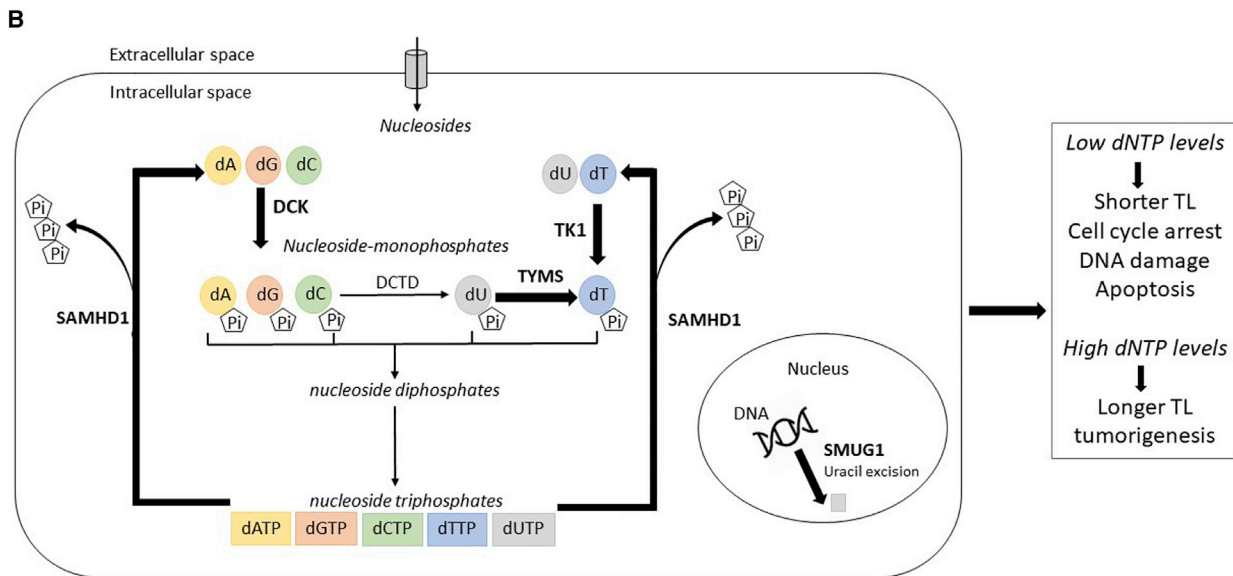 B
Extracellular space
Intracellular space
Nucleosides
dA dG dC
dU dT
DCK
TK1
Pi
Pi
Pi
Pi
Pi
Pi
Nucleoside-monophosphates
dA dG dC DCTD dU TYMS dT
Pi Pi Pi Pi Pi
SAMHD1
SAMHD1
nucleoside diphosphates
nucleoside triphosphates
dATP dGTP dCTP dTTP dUTP
Nucleus
DNA
SMUG1
Uracil excision
Low dNTP levels
Shorter TL
Cell cycle arrest
DNA damage
Apoptosis
High dNTP levels
Longer TL
tumorigenesis